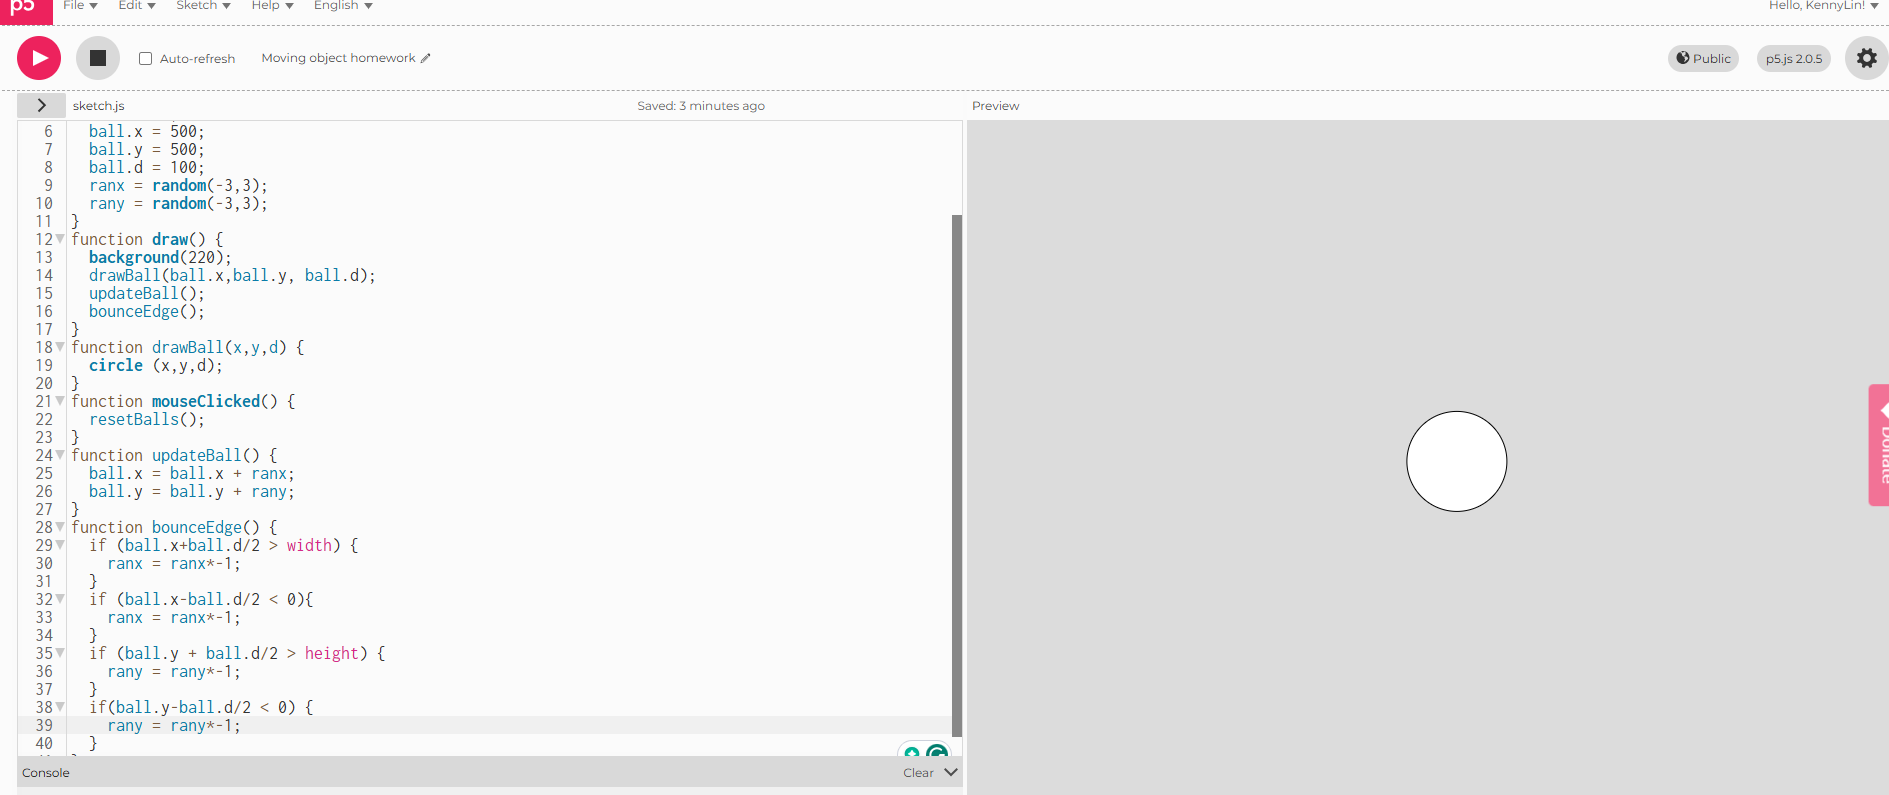 p5 File Edit Sketch Help English Hello, KennyLin!
Auto-refresh Moving object homework Public p5.js 2.0.5
sketch.js Saved: 3 minutes ago Preview
6 ball.x = 500;
7 ball.y = 500;
8 ball.d = 100;
9 ranx = random(-3,3);
10 rany = random(-3,3);
11 }
12 function draw() {
13 background(220);
14 drawBall(ball.x,ball.y, ball.d);
15 updateBall();
16 bounceEdge();
17 }
18 function drawBall(x,y,d) {
19 circle (x,y,d);
20 }
21 function mouseClicked() {
22 resetBalls();
23 }
24 function updateBall() {
25 ball.x = ball.x + ranx;
26 ball.y = ball.y + rany;
27 }
28 function bounceEdge() {
29 if (ball.x+ball.d/2 > width) {
30 ranx = ranx*-1;
31 }
32 if (ball.x-ball.d/2 < 0){
33 ranx = ranx*-1;
34 }
35 if (ball.y + ball.d/2 > height) {
36 rany = rany*-1;
37 }
38 if(ball.y-ball.d/2 < 0) {
39 rany = rany*-1;
40 }
Console Clear
Donate